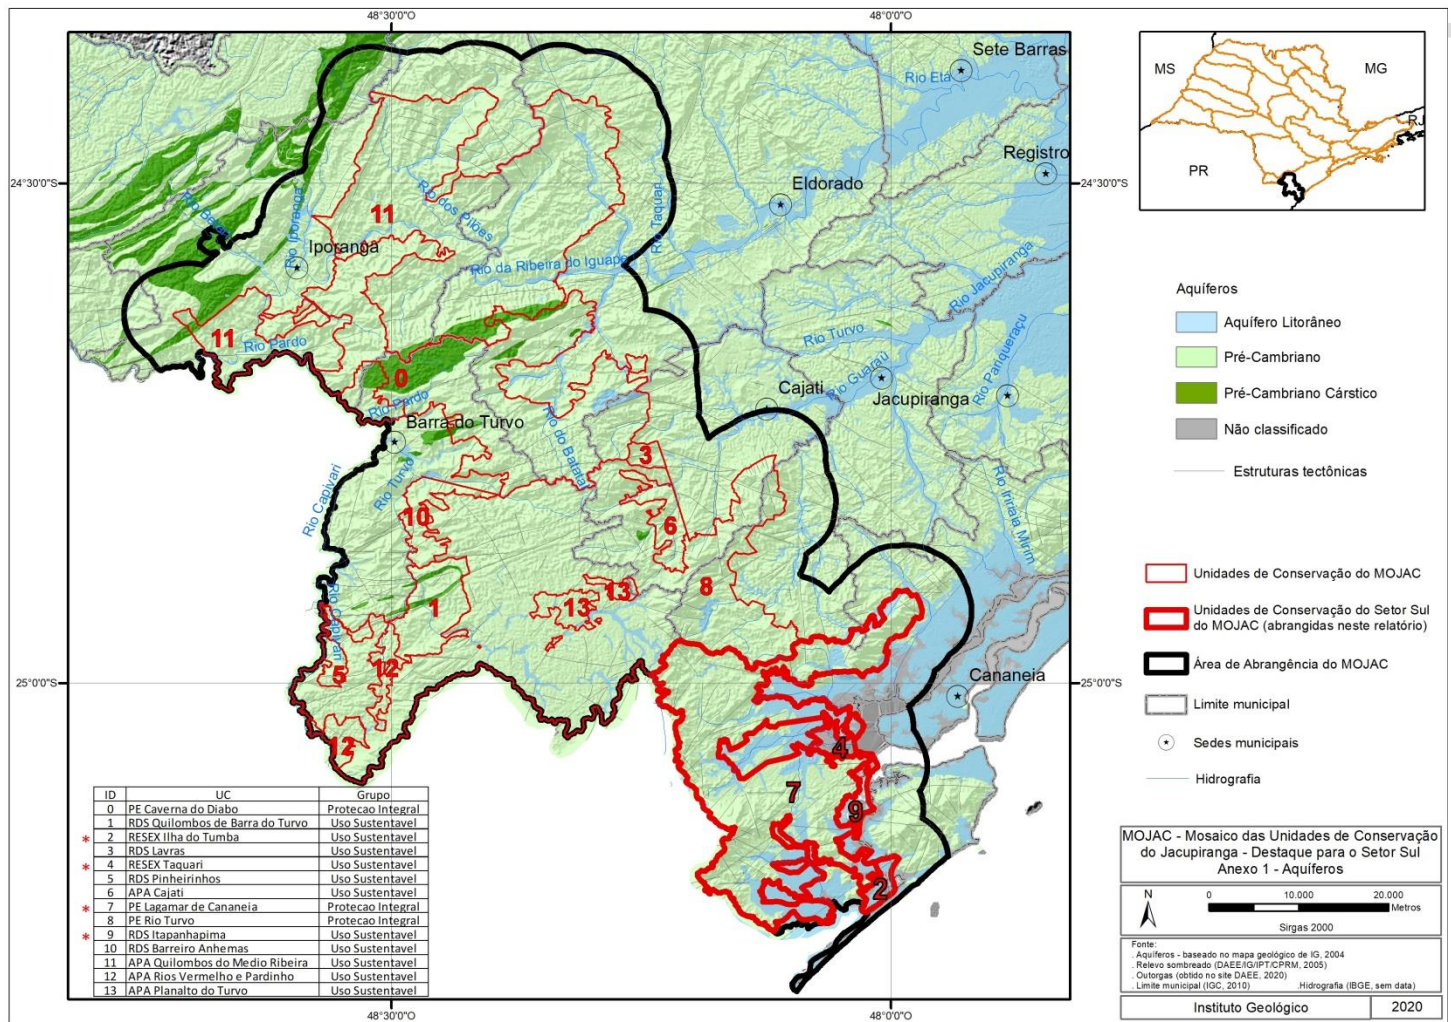 48°30'0"O
48°0'0"O
Sete Barras
Rio Etá
Registro
24°30'0"S
24°30'0"S
Eldorado
Rio Betari
Rio Iporanga
11
Rio dos Pilões
Rio Taquari
Iporanga
Rio da Ribeira do Iguape
Rio Jacupiranga
11
Rio Pardo
Rio Turvo
Rio Guaraú
Rio Pariqueraçu
0
Rio Pardo
Cajati
Jacupiranga
Barra do Turvo
Rio do Batatal
Rio Capivari
Rio Turvo
3
10
6
Rio Iririaia Mirim
8
13
13
1
Rio Capivari
5
12
25°0'0"S
25°0'0"S
Cananeia
12
4
7
9
2
48°30'0"O
48°0'0"O
ID UC Grupo
0 PE Caverna do Diabo Protecao Integral
1 RDS Quilombos de Barra do Turvo Uso Sustentavel
* 2 RESEX Ilha do Tumba Uso Sustentavel
3 RDS Lavras Uso Sustentavel
* 4 RESEX Taquari Uso Sustentavel
5 RDS Pinheirinhos Uso Sustentavel
6 APA Cajati Uso Sustentavel
* 7 PE Lagamar de Cananeia Protecao Integral
8 PE Rio Turvo Protecao Integral
* 9 RDS Itapanhapima Uso Sustentavel
10 RDS Barreiro Anhemas Uso Sustentavel
11 APA Quilombos do Medio Ribeira Uso Sustentavel
12 APA Rios Vermelho e Pardinho Uso Sustentavel
13 APA Planalto do Turvo Uso Sustentavel
MS
MG
RJ
PR
Aquíferos
Aquífero Litorâneo
Pré-Cambriano
Pré-Cambriano Cárstico
Não classificado
Estruturas tectônicas
Unidades de Conservação do MOJAC
Unidades de Conservação do Setor Sul
do MOJAC (abrangidas neste relatório)
Área de Abrangência do MOJAC
Limite municipal
Sedes municipais
Hidrografia
MOJAC - Mosaico das Unidades de Conservação
do Jacupiranga - Destaque para o Setor Sul
Anexo 1 - Aquíferos
N
0 10.000 20.000
Metros
Sirgas 2000
Fonte:
. Aquíferos - baseado no mapa geológico de IG, 2004
. Relevo sombreado (DAEE/IG/IPT/CPRM, 2005)
. Outorgas (obtido no site DAEE, 2020)
. Limite municipal (IGC, 2010) .Hidrografia (IBGE, sem data)
Instituto Geológico 2020